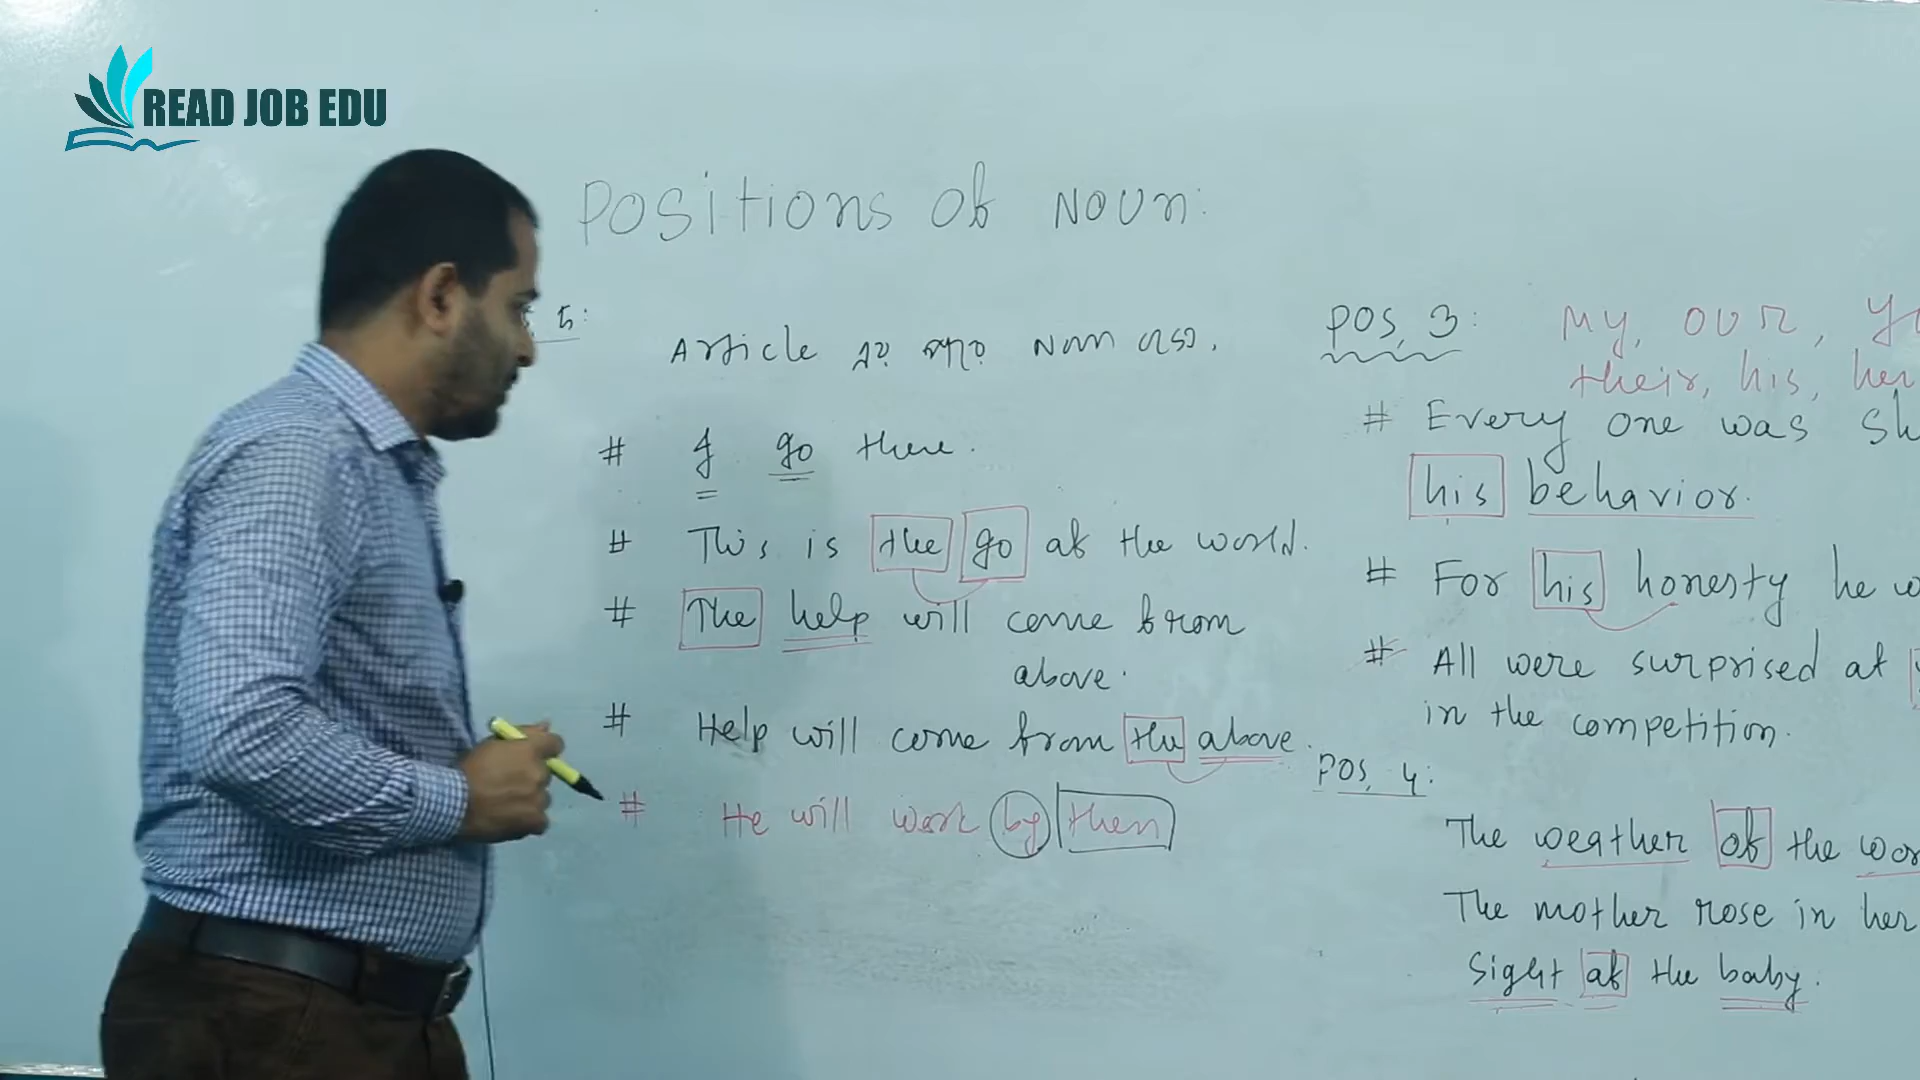 READ JOB EDU
Positions of Noun:
5:
Article এর পরে Noun বসে.
# I go there.
# This is the go of the world.
# The help will come from
above.
# Help will come from the above.
# He will work by then
POS, 3:
My, our,
their, his, her
# Every one was
his behavior.
# For his honesty he
# All were surprised at
in the competition.
POS, 4:
The weather of the
The mother rose in her
sight of the baby.